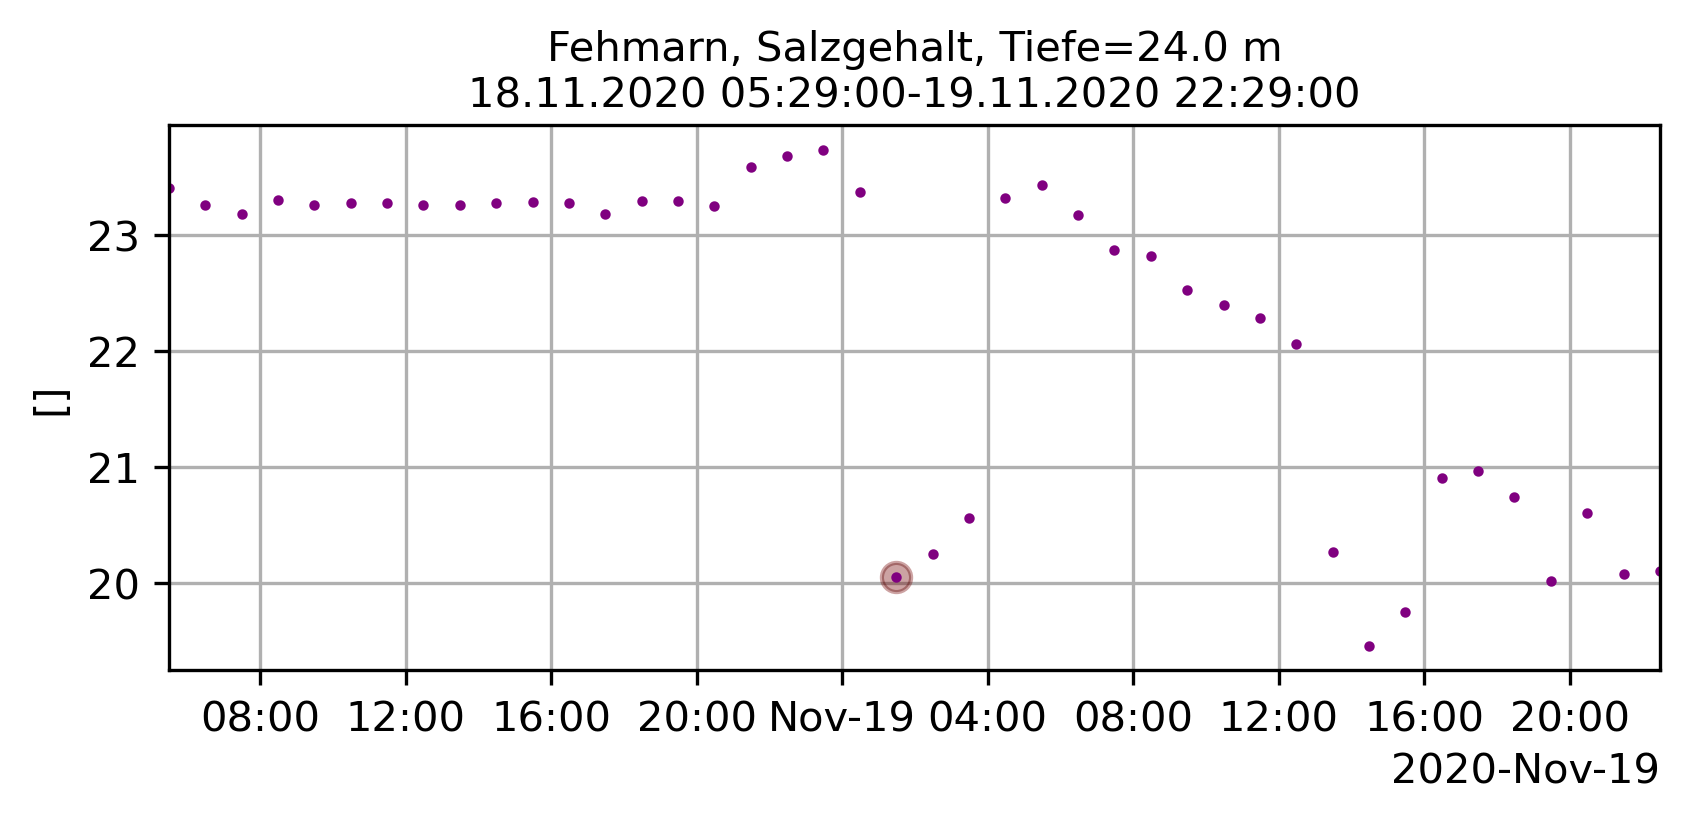 Fehmarn, Salzgehalt, Tiefe=24.0 m
18.11.2020 05:29:00-19.11.2020 22:29:00
23
22
21
20
[]
08:00 12:00 16:00 20:00 Nov-19 04:00 08:00 12:00 16:00 20:00
2020-Nov-19